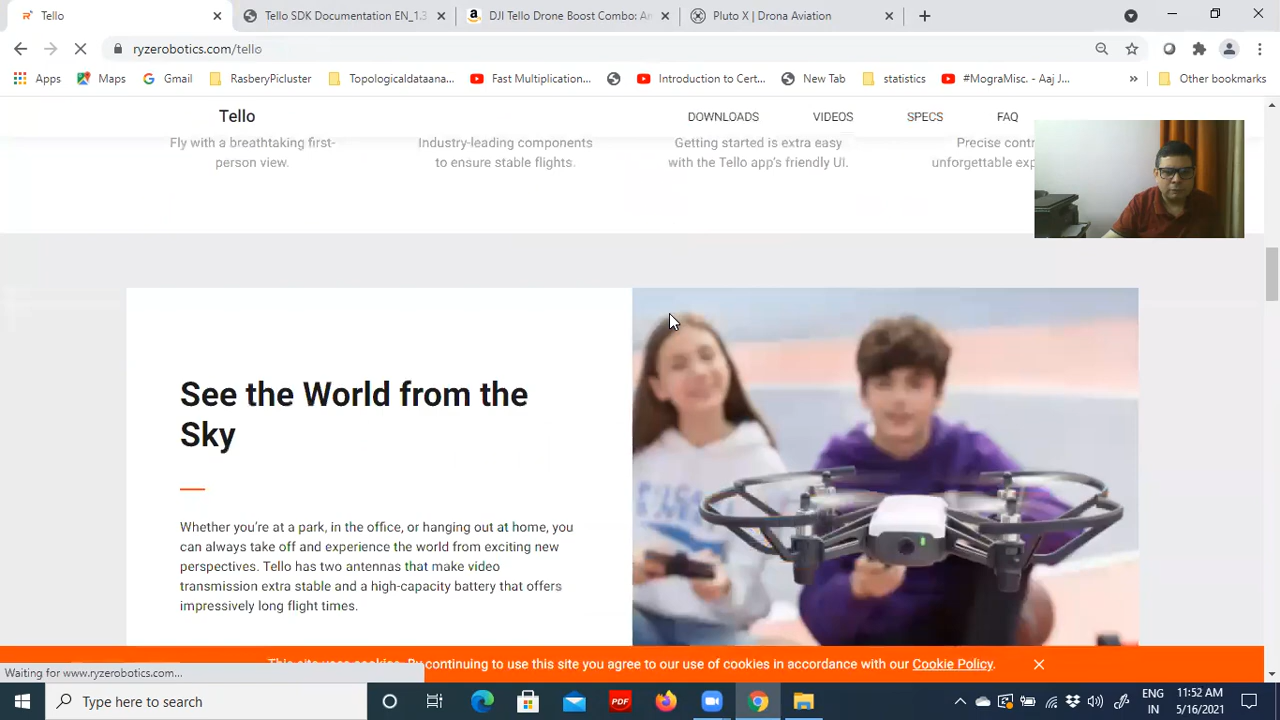 Tello
Tello SDK Documentation EN_1.3
DJI Tello Drone Boost Combo: An
Pluto X | Drona Aviation
ryzerobotics.com/tello
Apps
Maps
Gmail
RasberyPicluster
Topologicaldataana...
Fast Multiplication...
Introduction to Cert...
New Tab
statistics
#MograMisc. - Aaj J...
»
Other bookmarks
Tello
DOWNLOADS
VIDEOS
SPECS
FAQ
Fly with a breathtaking first-
person view.
Industry-leading components
to ensure stable flights.
Getting started is extra easy
with the Tello app's friendly UI.
Precise
unforgettable
See the World from the
Sky
Whether you're at a park, in the office, or hanging out at home, you
can always take off and experience the world from exciting new
perspectives. Tello has two antennas that make video
transmission extra stable and a high-capacity battery that offers
impressively long flight times.
This site uses cookies. By continuing to use this site you agree to our use of cookies in accordance with our Cookie Policy.
Waiting for www.ryzerobotics.com...
Type here to search
PDF
ENG
IN
11:52 AM
5/16/2021